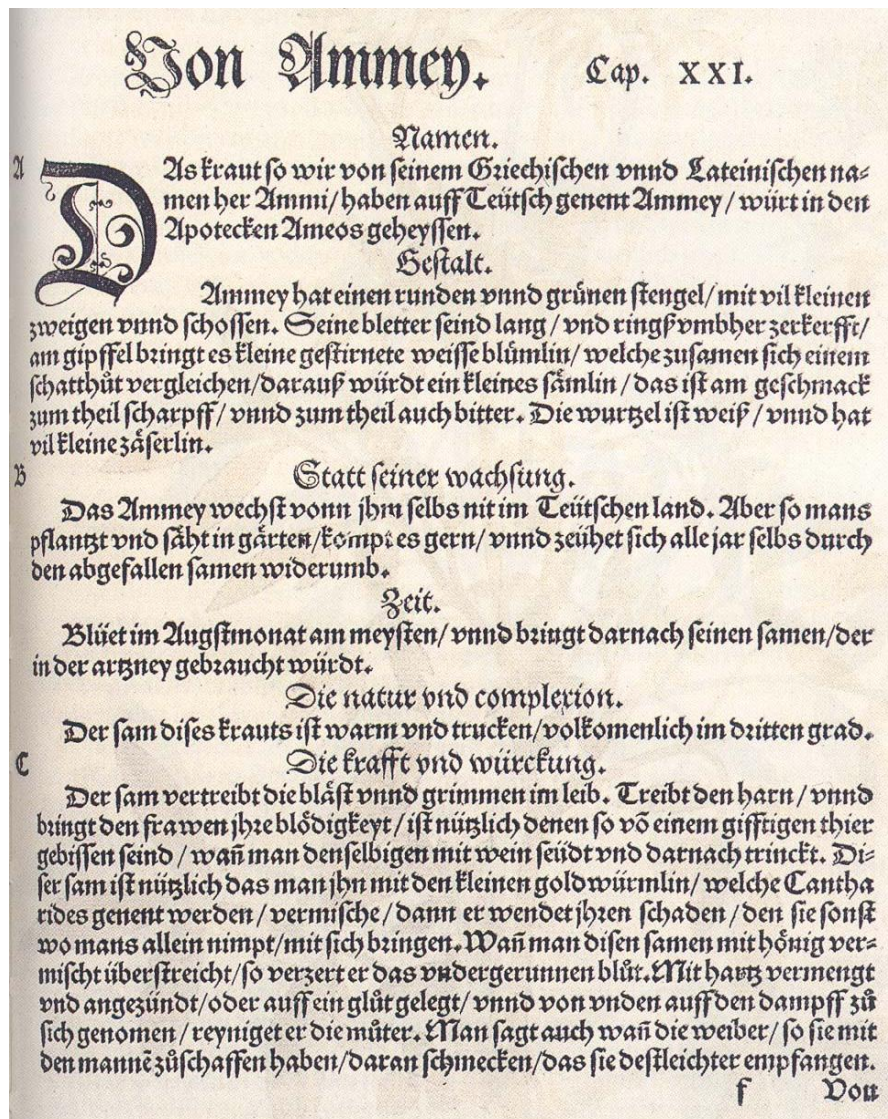 Von Ammey. Cap. XXI.
Namen.
A DAs kraut so wir von seinem Griechischen vnnd Lateinischen na-
men her Ammi/ haben auff Teütsch genent Ammey/ würt in den
Apotecken Ameos geheyssen.
Gestalt.
Ammey hat einen runden vnnd grünen stengel/ mit vil kleinen
zweigen vnnd schossen. Seine bletter seind lang/ vnd ringß vmbher zerkerfft/
am gipffel bringt es kleine gestirnete weisse blümlin/ welche zusamen sich einem
schatthůt vergleichen/ darauß würdt ein kleines sämlin/ das ist am geschmack
zum theil scharpff/ vnnd zum theil auch bitter. Die wurtzel ist weiß/ vnnd hat
vil kleine zäserlin.
B Statt seiner wachsung.
Das Ammey wechst vonn jhm selbs nit im Teütschen land. Aber so mans
pflantzt vnd säht in gärten/ kompt es gern/ vnnd zeühet sich alle jar selbs durch
den abgefallen samen widerumb.
Zeit.
Blüet im Augstmonat am meysten/ vnnd bringt darnach seinen samen/ der
in der artzney gebraucht würdt.
Die natur vnd complexion.
Der sam dises krauts ist warm vnd trucken/ volkomenlich im dritten grad.
C Die krafft vnd würckung.
Der sam vertreibt die bläst vnnd grimmen im leib. Treibt den harn/ vnnd
bringt den frawen jhre blödigkeyt/ ist nützlich denen so võ einem gifftigen thier
gebissen seind/ wañ man denselbigen mit wein seüdt vnd darnach trinckt. Di-
ser sam ist nützlich das man jhn mit den kleinen goldwürmlin/ welche Cantha
rides genent werden/ vermische/ dann er wendet jhren schaden/ den sie sonst
wo mans allein nimpt/ mit sich bringen. Wañ man disen samen mit hönig ver-
mischt überstreicht/ so verzert er das vndergerunnen blůt. Mit hartz vermengt
vnd angezündt/ oder auff ein glůt gelegt/ vnnd von vnden auff den dampff zů
sich genomen/ reyniget er die můter. Man sagt auch wañ die weiber/ so sie mit
den mannẽ zůschaffen haben/ daran schmecken/ das sie destleichter empfangen.
f Von